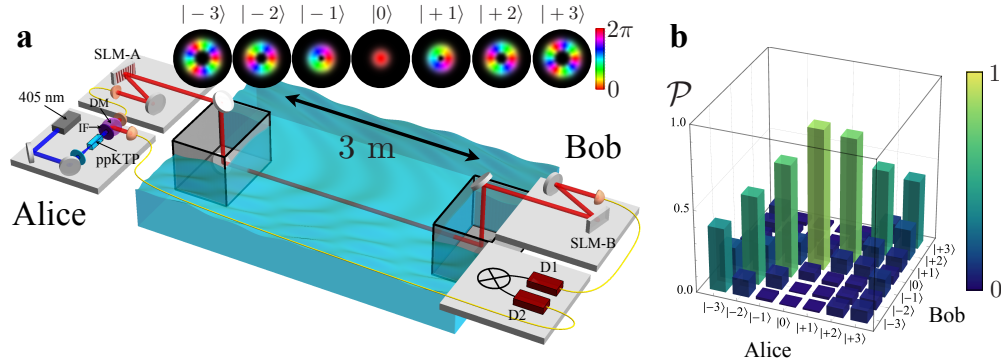 a
|−3⟩ |−2⟩ |−1⟩ |0⟩ |+1⟩ |+2⟩ |+3⟩
2π
0
SLM-A
405 nm
DM
IF
ppKTP
Alice
3 m
Bob
SLM-B
D1
D2
b
𝒫
1.0
0.5
0.0
|−3⟩ |−2⟩ |−1⟩ |0⟩ |+1⟩ |+2⟩ |+3⟩
Alice
|+3⟩
|+2⟩
|+1⟩
|0⟩
|−1⟩
|−2⟩
|−3⟩
Bob
1
0